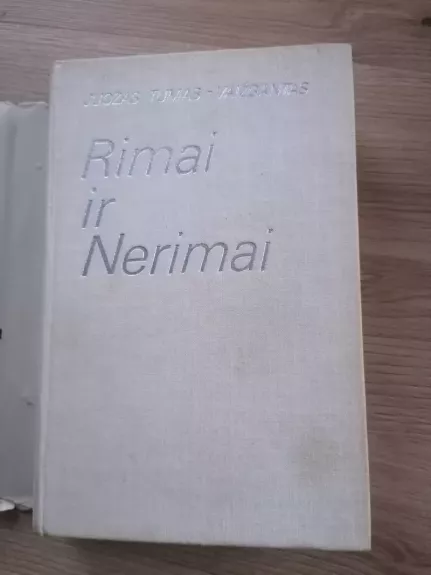 JUOZAS TUMAS - VAIŽGANTAS
Rimai
ir
Nerimai